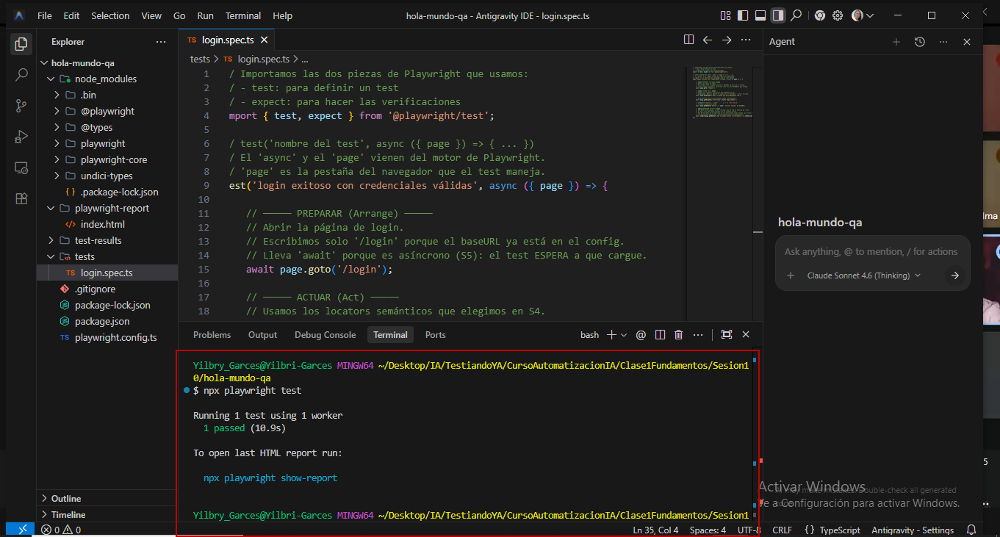 File Edit Selection View Go Run Terminal Help
hola-mundo-qa - Antigravity IDE - login.spec.ts
Explorer
hola-mundo-qa
node_modules
.bin
@playwright
@types
playwright
playwright-core
undici-types
{ } .package-lock.json
playwright-report
index.html
test-results
tests
TS login.spec.ts
.gitignore
package-lock.json
package.json
TS playwright.config.ts
Outline
Timeline
TS login.spec.ts
tests > TS login.spec.ts > ...
1 / Importamos las dos piezas de Playwright que usamos:
2 / - test: para definir un test
3 / - expect: para hacer las verificaciones
4 mport { test, expect } from '@playwright/test';
5
6 / test('nombre del test', async ({ page }) => { ... })
7 / El 'async' y el 'page' vienen del motor de Playwright.
8 / 'page' es la pestaña del navegador que el test maneja.
9 est('login exitoso con credenciales válidas', async ({ page }) => {
10
11 // ───── PREPARAR (Arrange) ─────
12 // Abrir la página de login.
13 // Escribimos solo '/login' porque el baseURL ya está en el config.
14 // Lleva 'await' porque es asíncrono (S5): el test ESPERA a que cargue.
15 await page.goto('/login');
16
17 // ───── ACTUAR (Act) ─────
18 // Usamos los locators semánticos que elegimos en S4.
Problems Output Debug Console Terminal Ports
bash
Yilbry_Garces@Yilbri-Garces MINGW64 ~/Desktop/IA/TestiandoYA/CursoAutomatizacionIA/Clase1Fundamentos/Sesion1
0/hola-mundo-qa
$ npx playwright test
Running 1 test using 1 worker
1 passed (10.9s)
To open last HTML report run:
npx playwright show-report
Yilbry_Garces@Yilbri-Garces MINGW64 ~/Desktop/IA/TestiandoYA/CursoAutomatizacionIA/Clase1Fundamentos/Sesion1
Agent
hola-mundo-qa
Ask anything, @ to mention, / for actions
Claude Sonnet 4.6 (Thinking)
lma
5
AI may make mistakes. Double-check all generated
Activar Windows
Ve a Configuración para activar Windows.
0 0
Ln 35, Col 4 Spaces: 4 UTF-8 CRLF { } TypeScript Antigravity - Settings